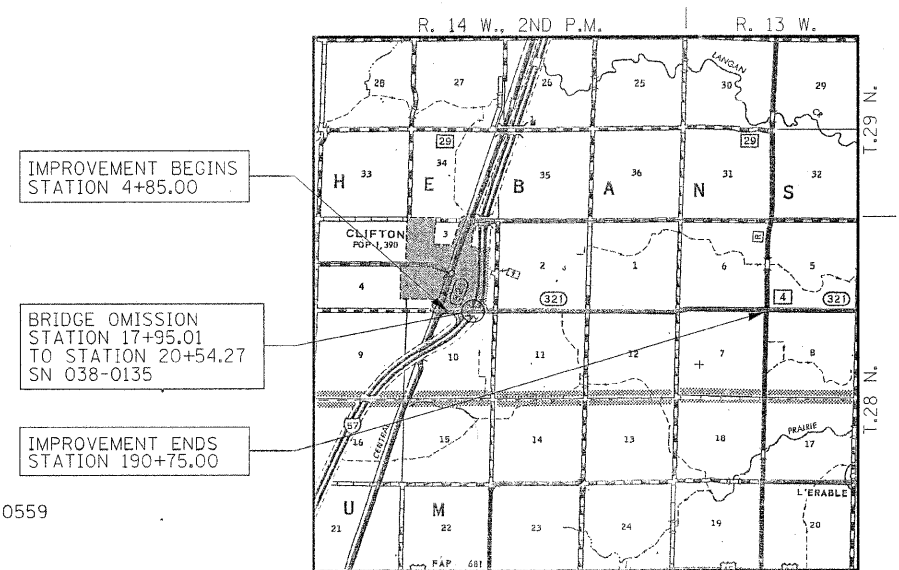 R. 14 W., 2ND P.M.
R. 13 W.
28
27
26
25
30
LANGAN
29
CR
T.29 N.
29
29
IMPROVEMENT BEGINS
STATION 4+85.00
33
34
35
36
31
32
H E B A N S
CLIFTON
POP 1,390
3
2
1
6
5
4
321
4
321
BRIDGE OMISSION
STATION 17+95.01
TO STATION 20+54.27
SN 038-0135
9
10
11
12
7
8
T.28 N.
IMPROVEMENT ENDS
STATION 190+75.00
57
16
CENTRAL
15
14
13
18
PRAIRIE
17
L'ERABLE
0559
U M
21
22
23
24
19
20
FAP 681